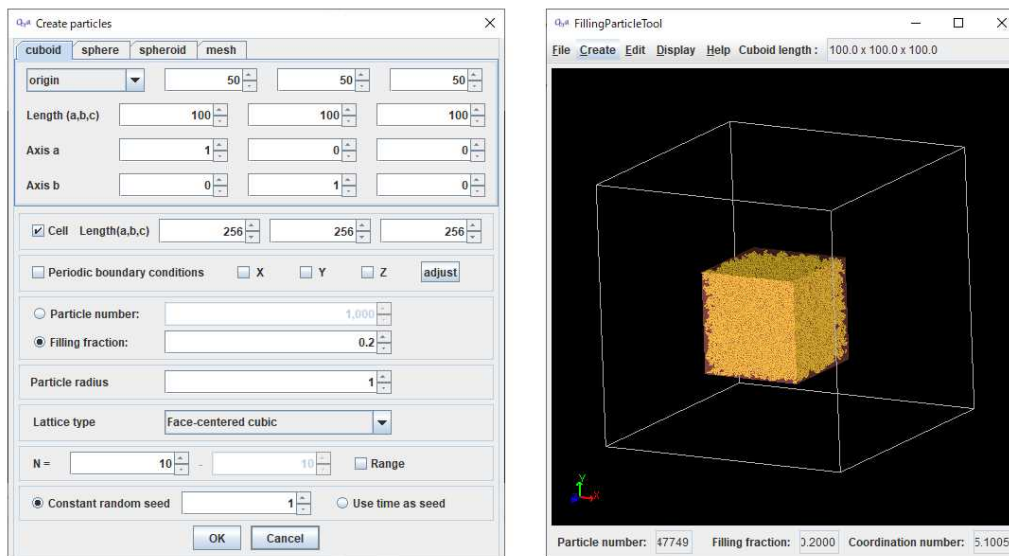 Create particles
cuboid sphere spheroid mesh
origin 50 50 50
Length (a,b,c) 100 100 100
Axis a 1 0 0
Axis b 0 1 0
Cell Length(a,b,c) 256 256 256
Periodic boundary conditions X Y Z adjust
Particle number: 1,000
Filling fraction: 0.2
Particle radius 1
Lattice type Face-centered cubic
N = 10 - 10 Range
Constant random seed 1 Use time as seed
OK Cancel
FillingParticleTool
File Create Edit Display Help Cuboid length : 100.0 x 100.0 x 100.0
Y
X
Particle number: 47749 Filling fraction: 0.2000 Coordination number: 5.1005